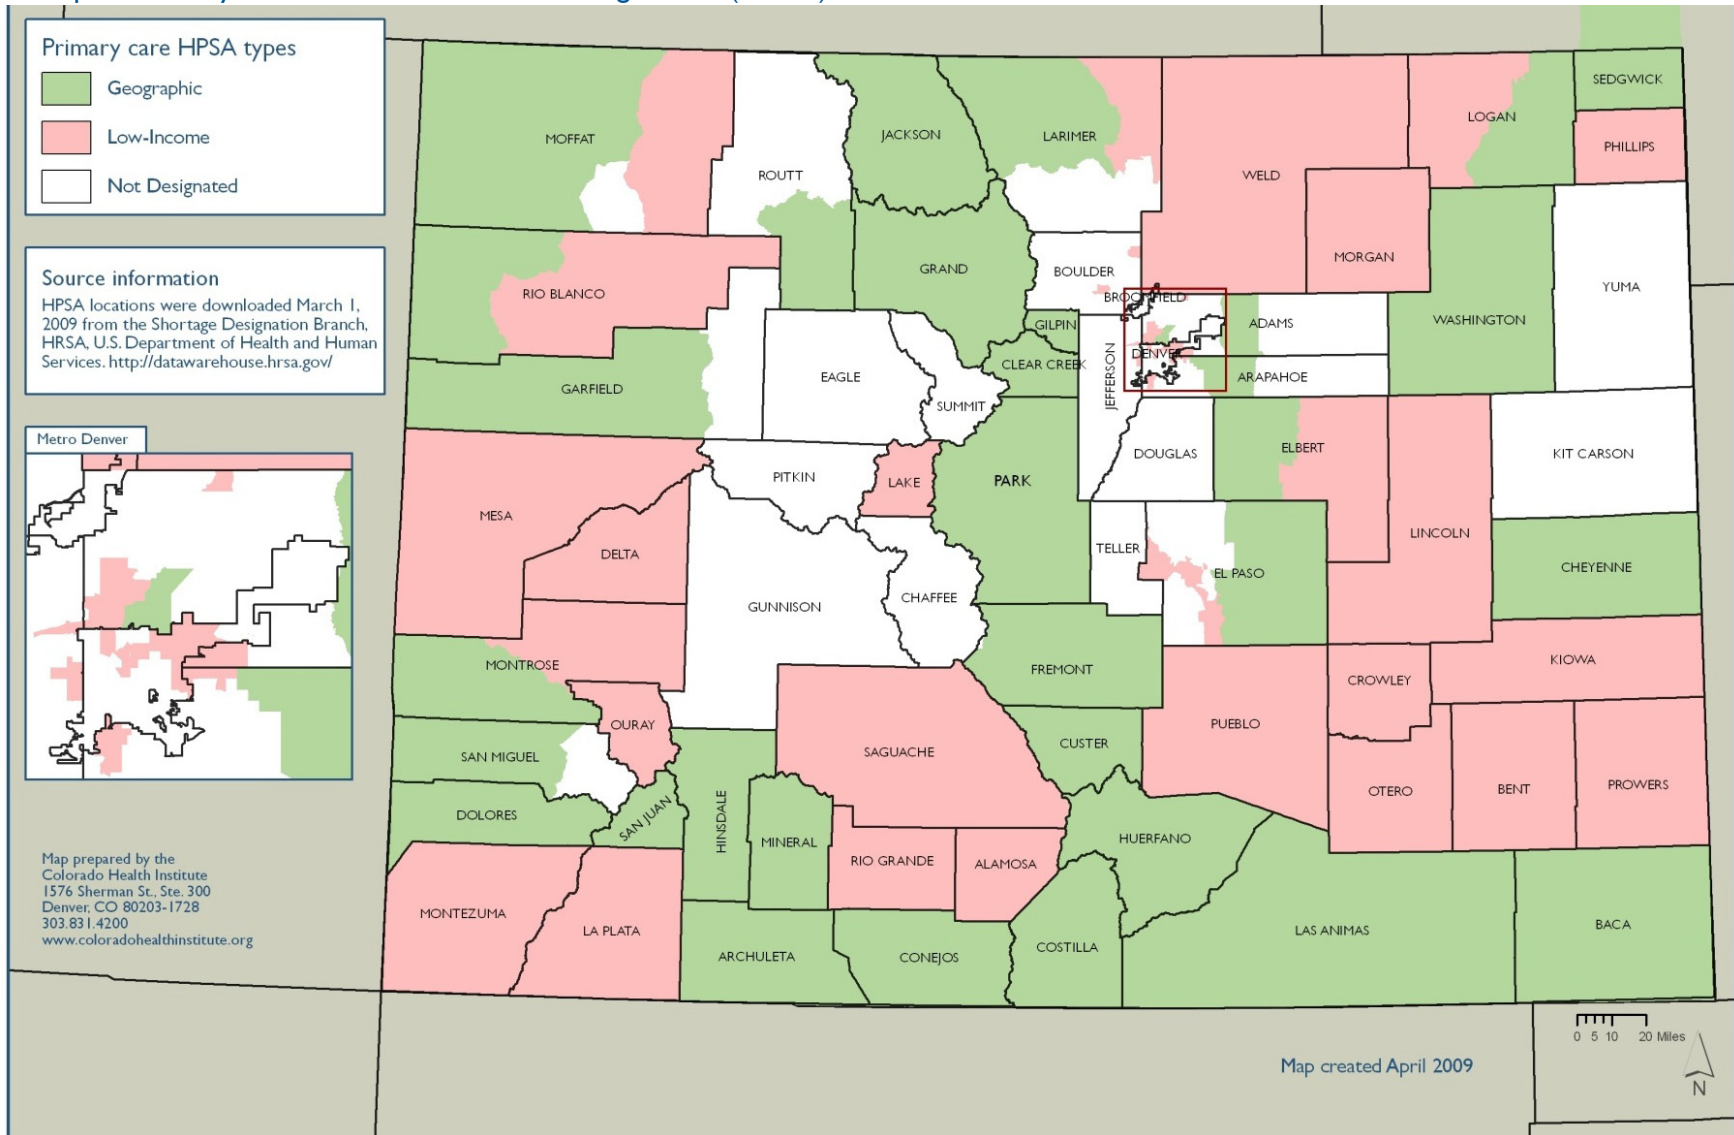 Primary care HPSA types
Geographic
Low-Income
Not Designated
Source information
HPSA locations were downloaded March 1,
2009 from the Shortage Designation Branch,
HRSA, U.S. Department of Health and Human
Services. http://datawarehouse.hrsa.gov/
Metro Denver
Map prepared by the
Colorado Health Institute
1576 Sherman St., Ste. 300
Denver, CO 80203-1728
303.831.4200
www.coloradohealthinstitute.org
MOFFAT
ROUTT
JACKSON
LARIMER
WELD
LOGAN
SEDGWICK
PHILLIPS
MORGAN
YUMA
RIO BLANCO
GRAND
BOULDER
BROOMFIELD
GILPIN
ADAMS
WASHINGTON
CLEAR CREEK
DENVER
JEFFERSON
ARAPAHOE
GARFIELD
EAGLE
SUMMIT
DOUGLAS
ELBERT
KIT CARSON
PITKIN
LAKE
PARK
MESA
DELTA
TELLER
LINCOLN
EL PASO
CHEYENNE
GUNNISON
CHAFFEE
MONTROSE
FREMONT
KIOWA
CROWLEY
OURAY
PUEBLO
SAN MIGUEL
SAGUACHE
CUSTER
OTERO
BENT
PROWERS
DOLORES
SAN JUAN
HINSDALE
MINERAL
RIO GRANDE
ALAMOSA
HUERFANO
MONTEZUMA
LA PLATA
ARCHULETA
CONEJOS
COSTILLA
LAS ANIMAS
BACA
0 5 10 20 Miles
Map created April 2009
N